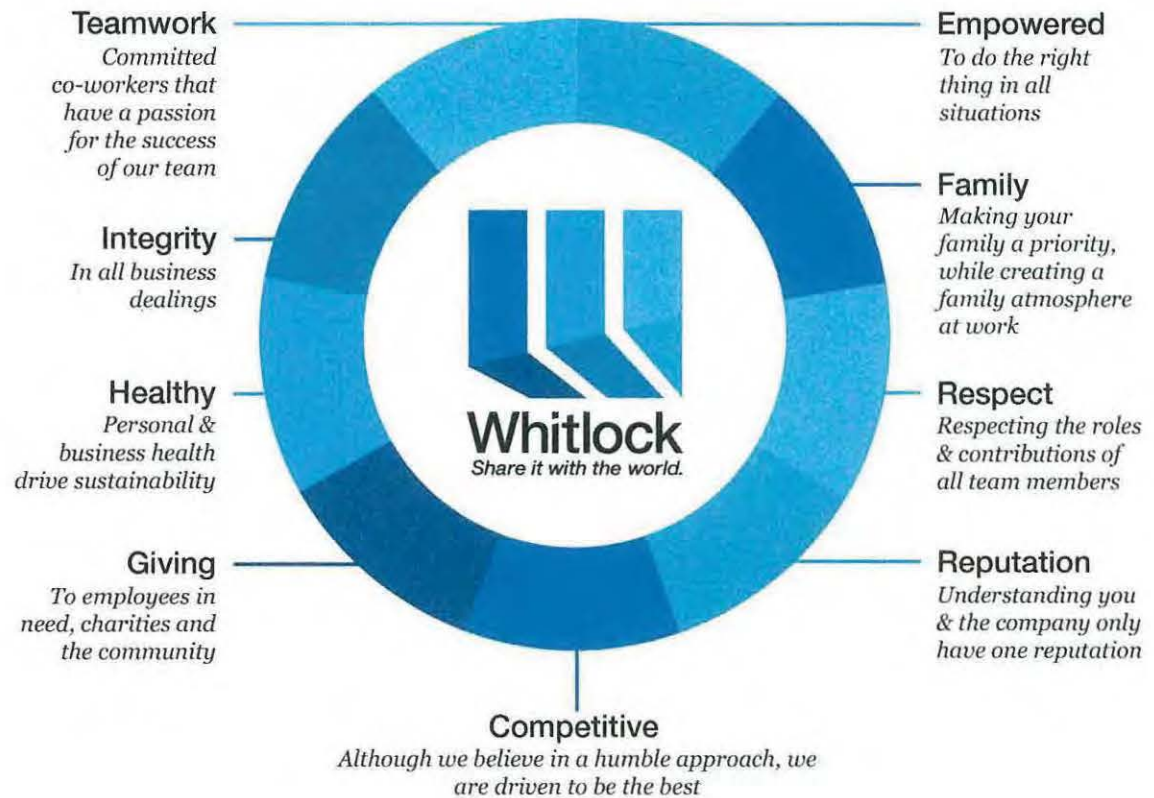 Teamwork
Committed
co-workers that
have a passion
for the success
of our team
Integrity
In all business
dealings
Healthy
Personal &
business health
drive sustainability
Giving
To employees in
need, charities and
the community
Empowered
To do the right
thing in all
situations
Family
Making your
family a priority,
while creating a
family atmosphere
at work
Respect
Respecting the roles
& contributions of
all team members
Reputation
Understanding you
& the company only
have one reputation
Whitlock
Share it with the world.
Competitive
Although we believe in a humble approach, we
are driven to be the best